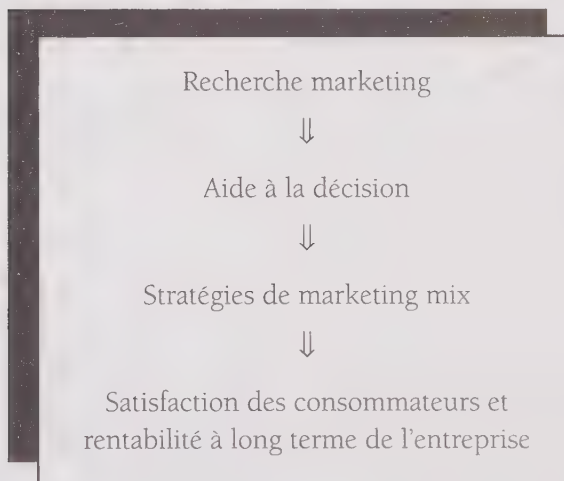 Recherche marketing
⇓
Aide à la décision
⇓
Stratégies de marketing mix
⇓
Satisfaction des consommateurs et
rentabilité à long terme de l'entreprise